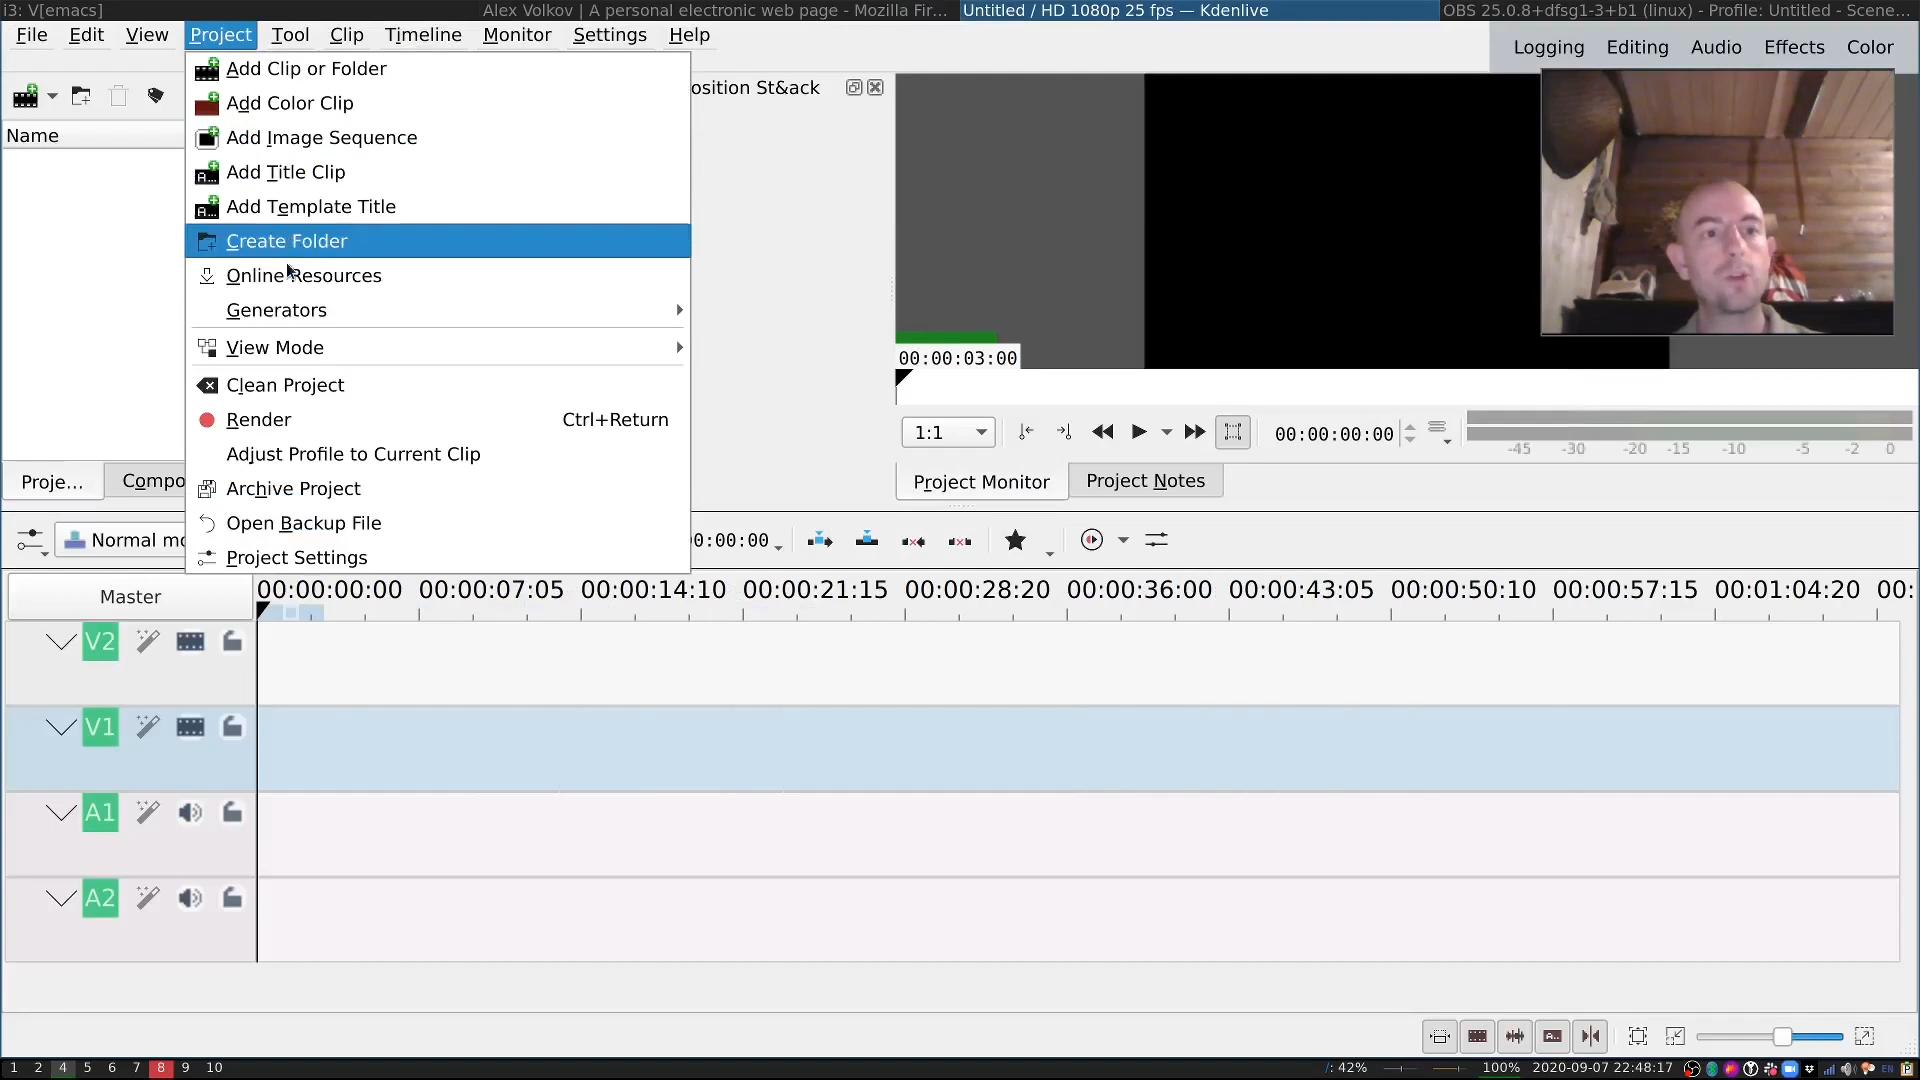 i3: V[emacs]
Alex Volkov | A personal electronic web page - Mozilla Fir...
Untitled / HD 1080p 25 fps — Kdenlive
OBS 25.0.8+dfsg1-3+b1 (linux) - Profile: Untitled - Scene...
File Edit View Project Tool Clip Timeline Monitor Settings Help
Logging Editing Audio Effects Color
Name
Add Clip or Folder
Add Color Clip
Add Image Sequence
Add Title Clip
Add Template Title
Create Folder
Online Resources
Generators
View Mode
Clean Project
Render Ctrl+Return
Adjust Profile to Current Clip
Archive Project
Open Backup File
Project Settings
osition St&ack
00:00:03:00
1:1
00:00:00:00
-45 -30 -20 -15 -10 -5 -2 0
Proje... Compo
Project Monitor Project Notes
Normal mo
0:00:00
Master
00:00:00:00 00:00:07:05 00:00:14:10 00:00:21:15 00:00:28:20 00:00:36:00 00:00:43:05 00:00:50:10 00:00:57:15 00:01:04:20 00:
V2
V1
A1
A2
1 2 4 5 6 7 8 9 10
/: 42% 100% 2020-09-07 22:48:17 EN